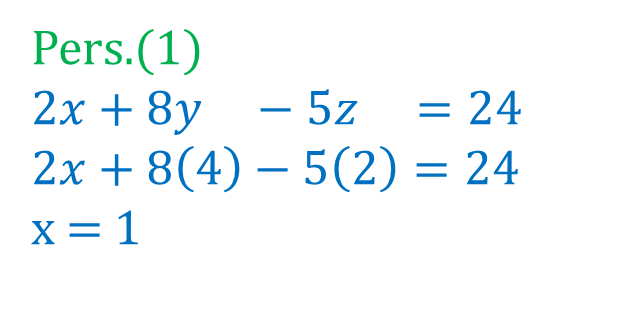 Pers.(1)
2x + 8y − 5z = 24
2x + 8(4) − 5(2) = 24
x = 1